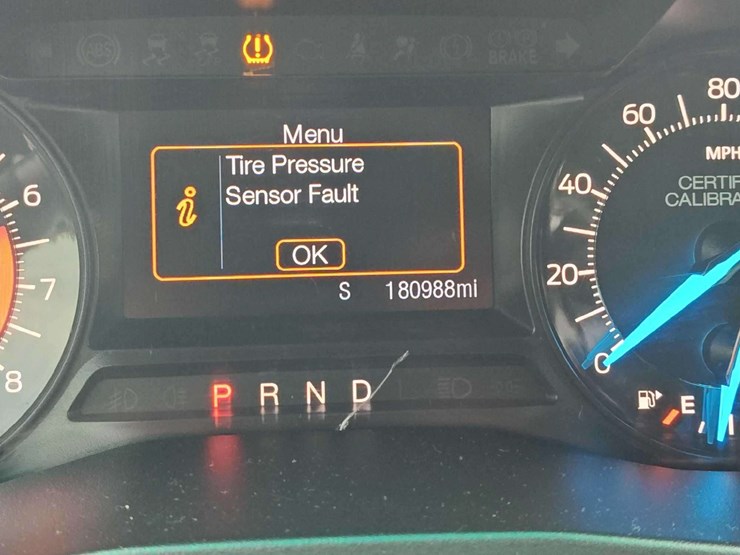 ABS
BRAKE
Menu
Tire Pressure
Sensor Fault
i
OK
S 180988mi
6
7
8
P R N D
0
20
40
60
80
MPH
CERTIF
CALIBRA
E